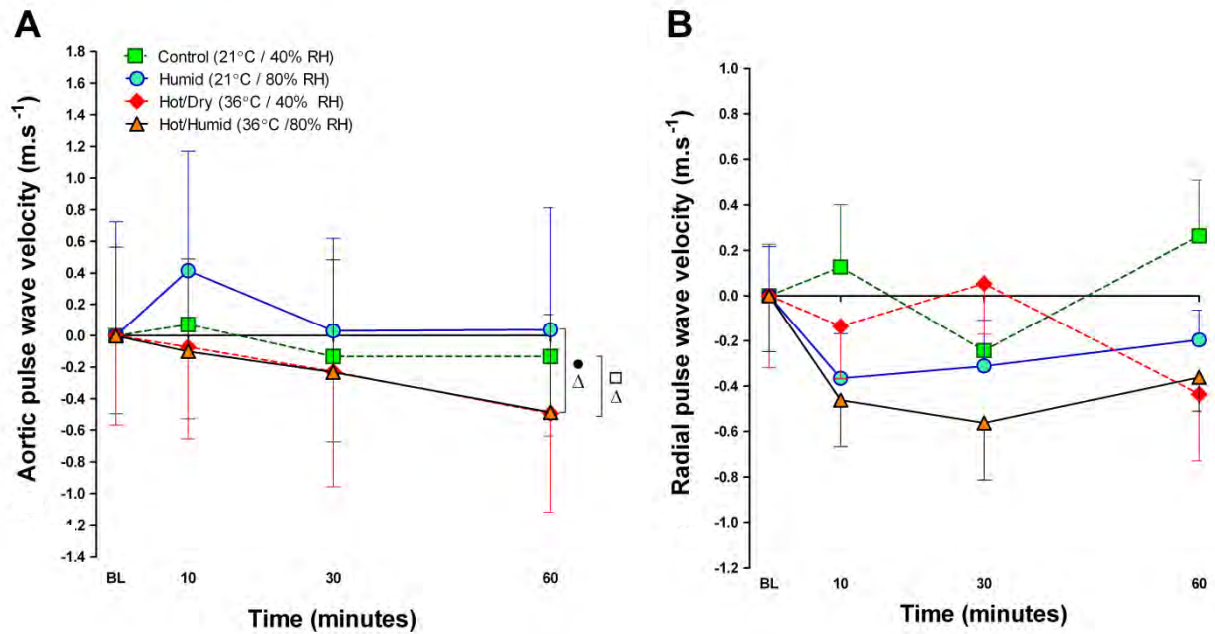 A
B
Aortic pulse wave velocity (m.s⁻¹)
1.8
1.6
1.4
1.2
1.0
0.8
0.6
0.4
0.2
0.0
-0.2
-0.4
-0.6
-0.8
-1.0
·.2
-1.4
Control (21°C / 40% RH)
Humid (21°C / 80% RH)
Hot/Dry (36°C / 40% RH)
Hot/Humid (36°C /80% RH)
● 
Δ
□
Δ
BL 10 30 60
Time (minutes)
Radial pulse wave velocity (m.s⁻¹)
1.0
0.8
0.6
0.4
0.2
0.0
-0.2
-0.4
-0.6
-0.8
-1.0
-1.2
BL 10 30 60
Time (minutes)